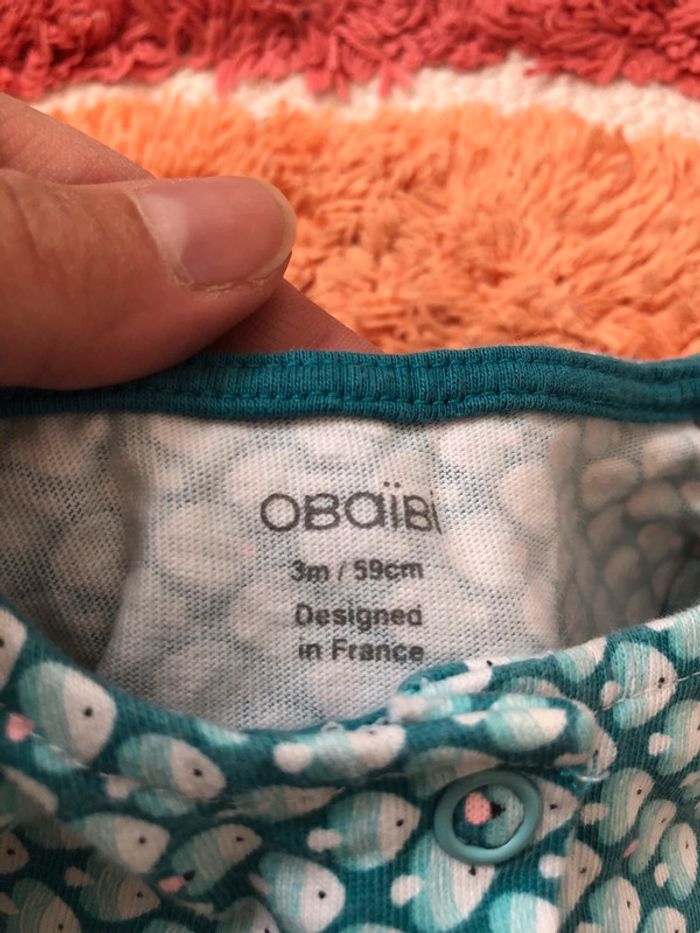 OBaïBi
3m / 59cm
Designed
in France